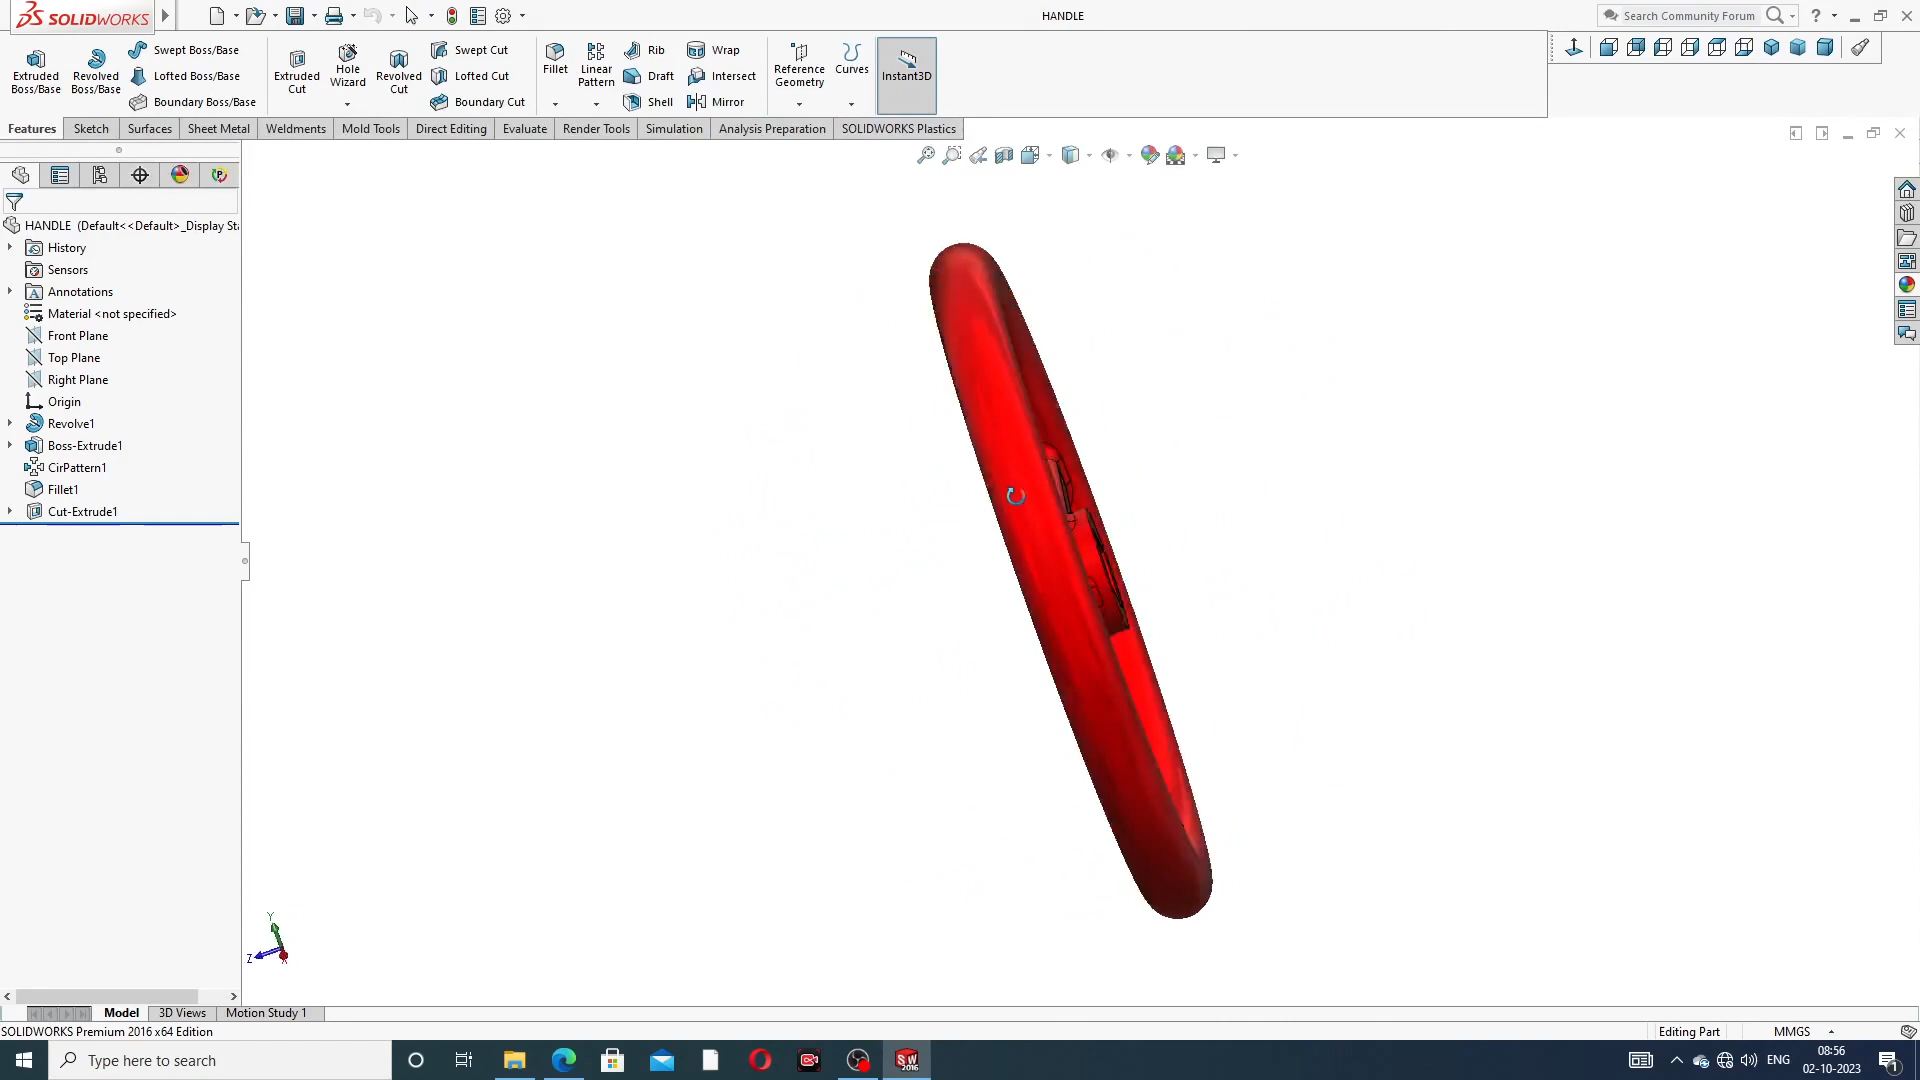 SOLIDWORKS
HANDLE
Search Community Forum
Extruded Boss/Base
Revolved Boss/Base
Swept Boss/Base
Lofted Boss/Base
Boundary Boss/Base
Extruded Cut
Hole Wizard
Revolved Cut
Swept Cut
Lofted Cut
Boundary Cut
Fillet
Linear Pattern
Rib
Draft
Shell
Wrap
Intersect
Mirror
Reference Geometry
Curves
Instant3D
Features Sketch Surfaces Sheet Metal Weldments Mold Tools Direct Editing Evaluate Render Tools Simulation Analysis Preparation SOLIDWORKS Plastics
HANDLE (Default<<Default>_Display Sta
History
Sensors
Annotations
Material <not specified>
Front Plane
Top Plane
Right Plane
Origin
Revolve1
Boss-Extrude1
CirPattern1
Fillet1
Cut-Extrude1
Y
Z
X
Model 3D Views Motion Study 1
SOLIDWORKS Premium 2016 x64 Edition
Editing Part MMGS
Type here to search
SW 2016
ENG
08:56
02-10-2023
1